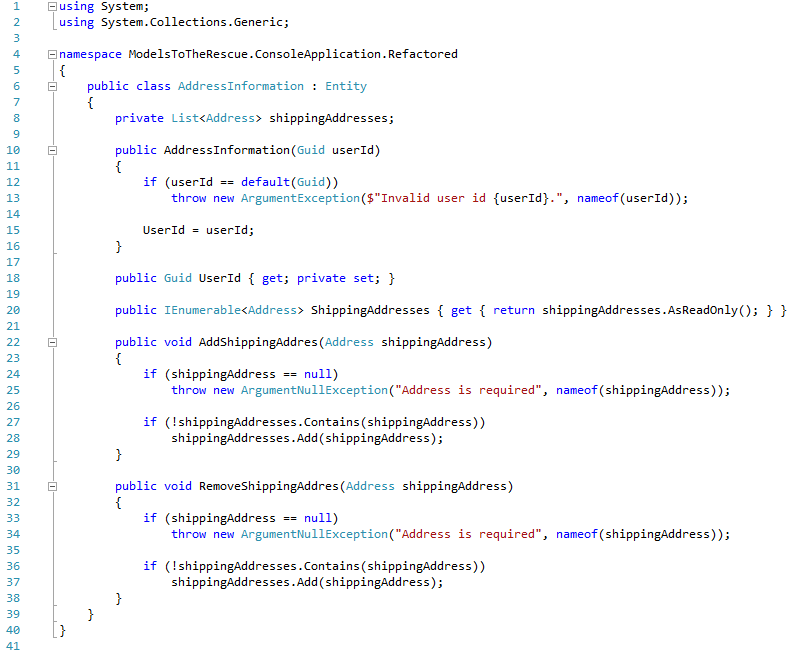 1 using System;
2 using System.Collections.Generic;
3
4 namespace ModelsToTheRescue.ConsoleApplication.Refactored
5 {
6     public class AddressInformation : Entity
7     {
8         private List<Address> shippingAddresses;
9
10         public AddressInformation(Guid userId)
11         {
12             if (userId == default(Guid))
13                 throw new ArgumentException($"Invalid user id {userId}.", nameof(userId));
14
15             UserId = userId;
16         }
17
18         public Guid UserId { get; private set; }
19
20         public IEnumerable<Address> ShippingAddresses { get { return shippingAddresses.AsReadOnly(); } }
21
22         public void AddShippingAddres(Address shippingAddress)
23         {
24             if (shippingAddress == null)
25                 throw new ArgumentNullException("Address is required", nameof(shippingAddress));
26
27             if (!shippingAddresses.Contains(shippingAddress))
28                 shippingAddresses.Add(shippingAddress);
29         }
30
31         public void RemoveShippingAddres(Address shippingAddress)
32         {
33             if (shippingAddress == null)
34                 throw new ArgumentNullException("Address is required", nameof(shippingAddress));
35
36             if (!shippingAddresses.Contains(shippingAddress))
37                 shippingAddresses.Add(shippingAddress);
38         }
39     }
40 }
41